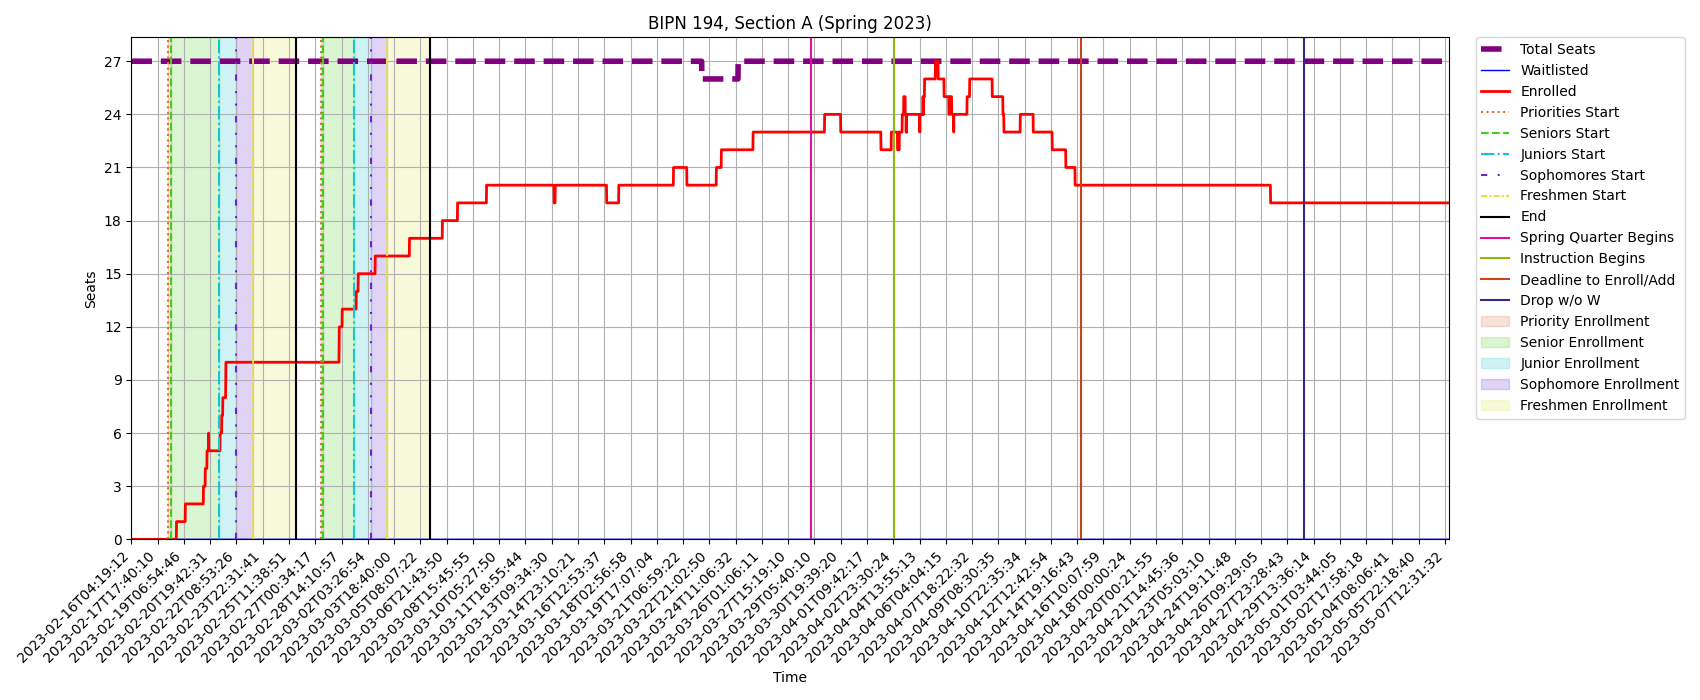 BIPN 194, Section A (Spring 2023)
Seats
27
24
21
18
15
12
9
6
3
0
2023-02-16T04:19:12
2023-02-17T17:40:10
2023-02-19T06:54:46
2023-02-20T19:42:31
2023-02-22T08:53:26
2023-02-23T22:31:41
2023-02-25T11:38:51
2023-02-27T00:34:17
2023-02-28T14:10:57
2023-03-02T03:26:54
2023-03-03T18:40:00
2023-03-05T08:07:22
2023-03-06T21:43:50
2023-03-08T15:45:55
2023-03-10T05:27:50
2023-03-11T18:55:44
2023-03-13T09:34:30
2023-03-14T23:10:21
2023-03-16T12:53:37
2023-03-18T02:56:58
2023-03-19T17:07:04
2023-03-21T06:59:22
2023-03-22T21:02:50
2023-03-24T11:06:32
2023-03-26T01:06:11
2023-03-27T15:19:10
2023-03-29T05:40:10
2023-03-30T19:39:20
2023-04-01T09:42:17
2023-04-02T23:30:24
2023-04-04T13:55:13
2023-04-06T04:04:15
2023-04-07T18:22:32
2023-04-09T08:30:35
2023-04-10T22:35:34
2023-04-12T12:42:54
2023-04-14T19:16:43
2023-04-16T10:07:59
2023-04-18T00:00:24
2023-04-20T00:21:55
2023-04-21T14:45:36
2023-04-23T05:03:10
2023-04-24T19:11:48
2023-04-26T09:29:05
2023-04-27T23:28:43
2023-04-29T13:36:14
2023-05-01T03:44:05
2023-05-02T17:58:18
2023-05-04T08:06:41
2023-05-05T22:18:40
2023-05-07T12:31:32
Time
Total Seats
Waitlisted
Enrolled
Priorities Start
Seniors Start
Juniors Start
Sophomores Start
Freshmen Start
End
Spring Quarter Begins
Instruction Begins
Deadline to Enroll/Add
Drop w/o W
Priority Enrollment
Senior Enrollment
Junior Enrollment
Sophomore Enrollment
Freshmen Enrollment